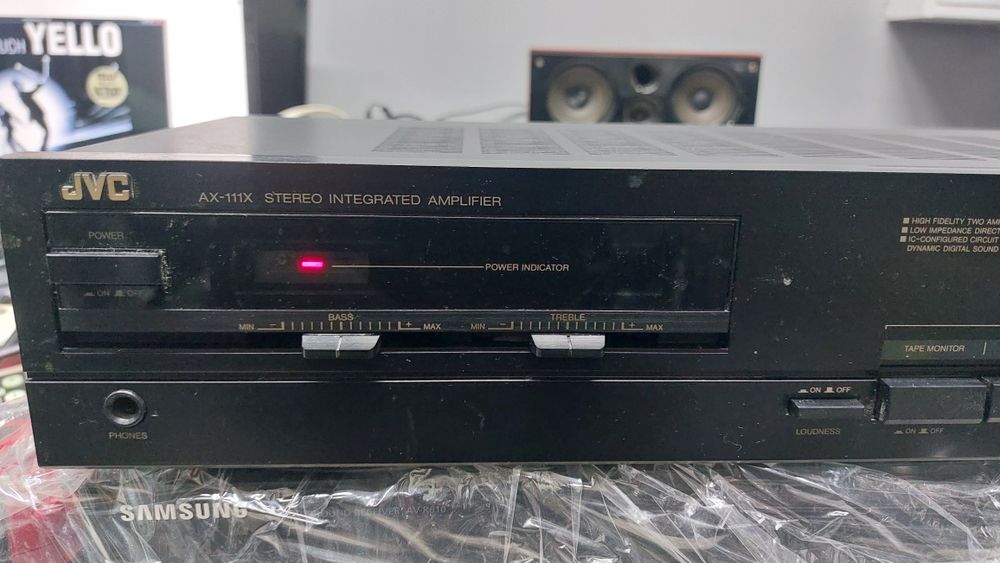 YELLO
JVC
AX-111X STEREO INTEGRATED AMPLIFIER
POWER
ON OFF
POWER INDICATOR
BASS
MIN - + MAX
TREBLE
MIN - + MAX
HIGH FIDELITY TWO AM
LOW IMPEDANCE DIRECT
IC-CONFIGURED CIRCUIT
DYNAMIC DIGITAL SOUND
TAPE MONITOR
ON OFF
ON OFF
LOUDNESS
PHONES
SAMSUNG